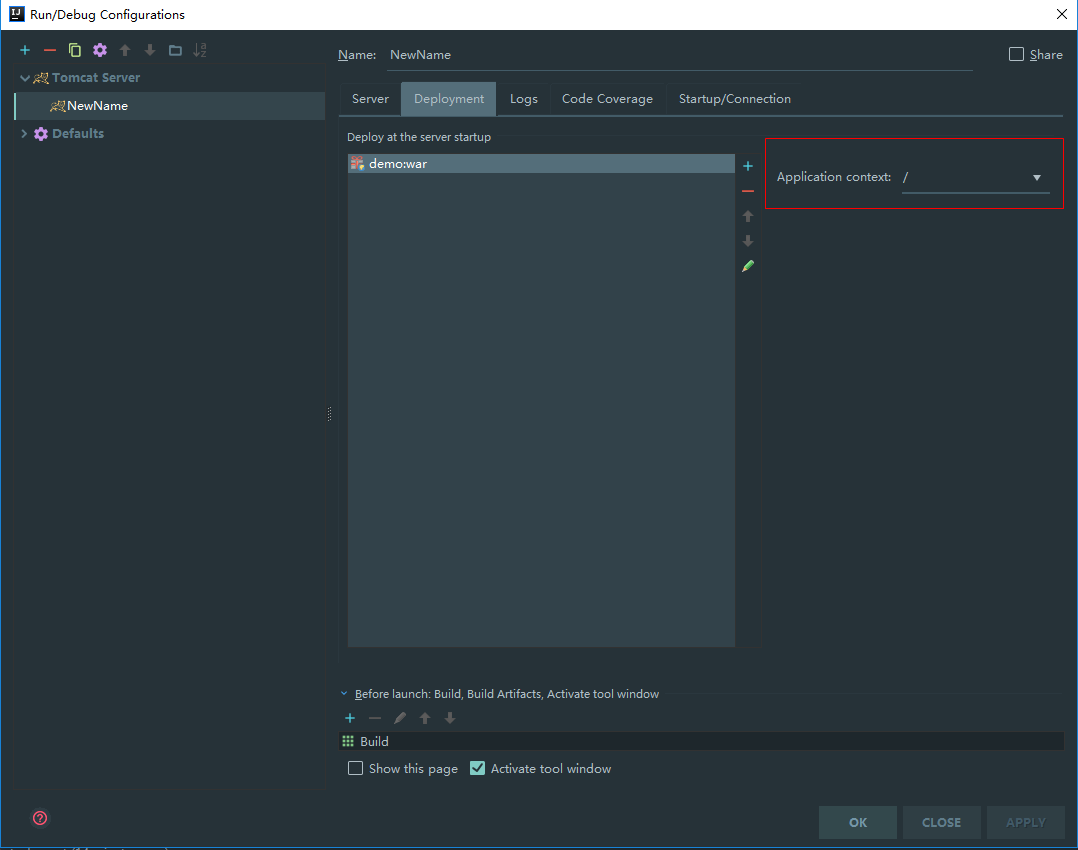 Run/Debug Configurations
Name: NewName
Share
Tomcat Server
NewName
Defaults
Server
Deployment
Logs
Code Coverage
Startup/Connection
Deploy at the server startup
demo:war
Application context: /
Before launch: Build, Build Artifacts, Activate tool window
Build
Show this page
Activate tool window
OK
CLOSE
APPLY